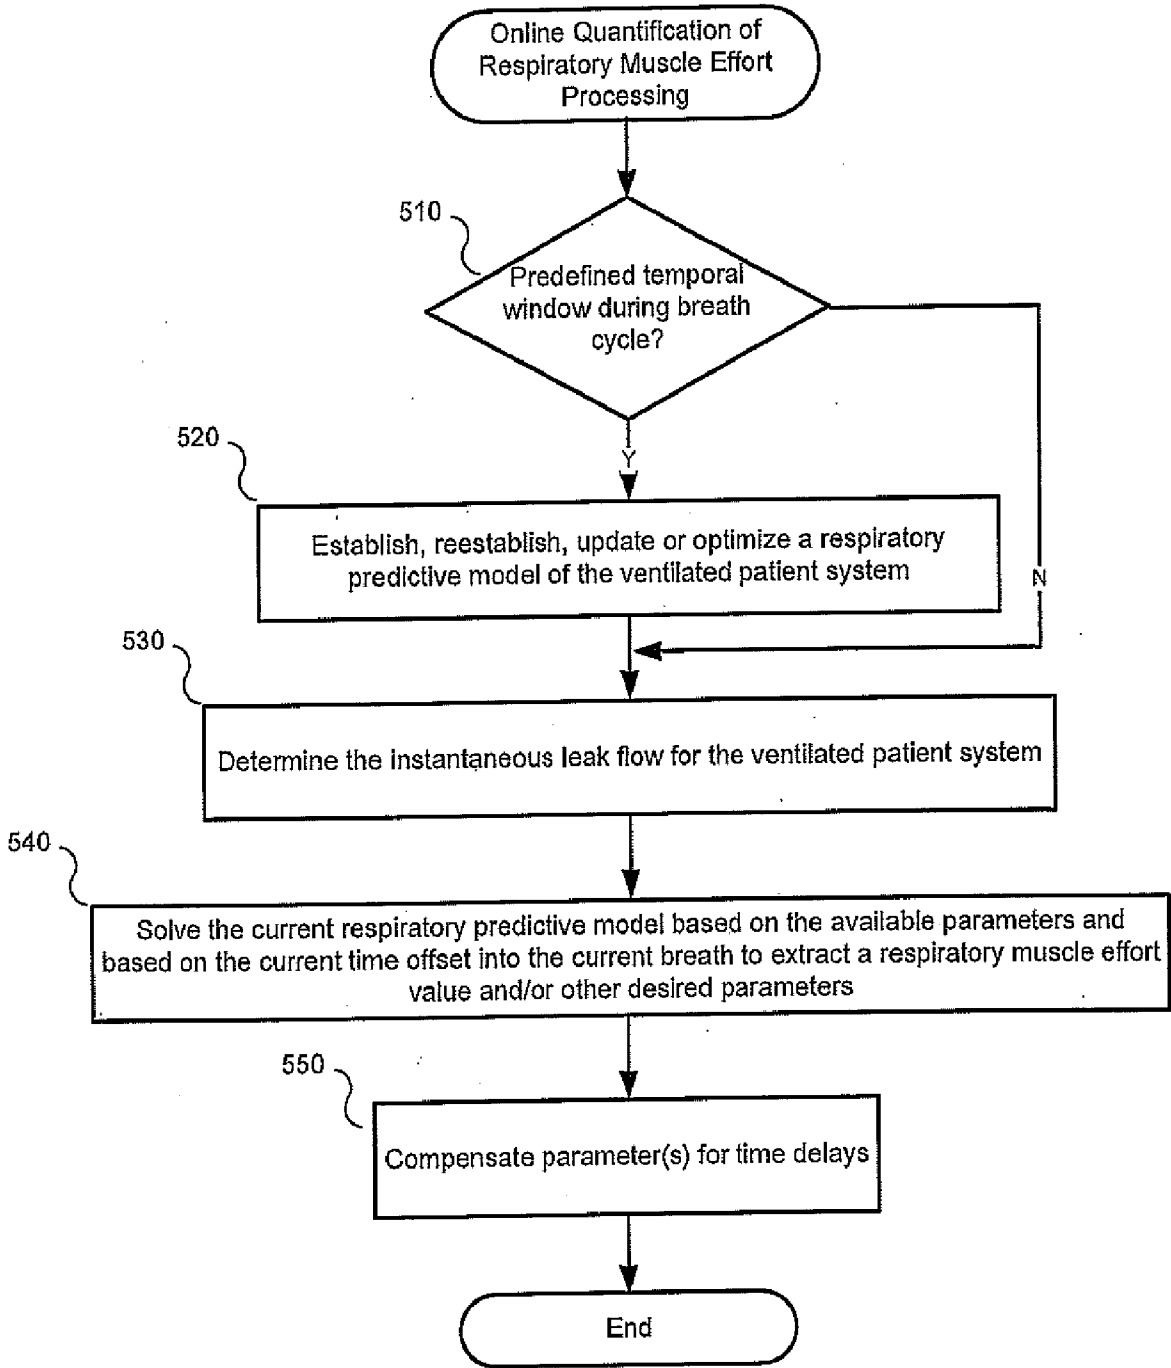 Online Quantification of
Respiratory Muscle Effort
Processing
510
Predefined temporal
window during breath
cycle?
520
Y
Establish, reestablish, update or optimize a respiratory
predictive model of the ventilated patient system
N
530
Determine the instantaneous leak flow for the ventilated patient system
540
Solve the current respiratory predictive model based on the available parameters and
based on the current time offset into the current breath to extract a respiratory muscle effort
value and/or other desired parameters
550
Compensate parameter(s) for time delays
End